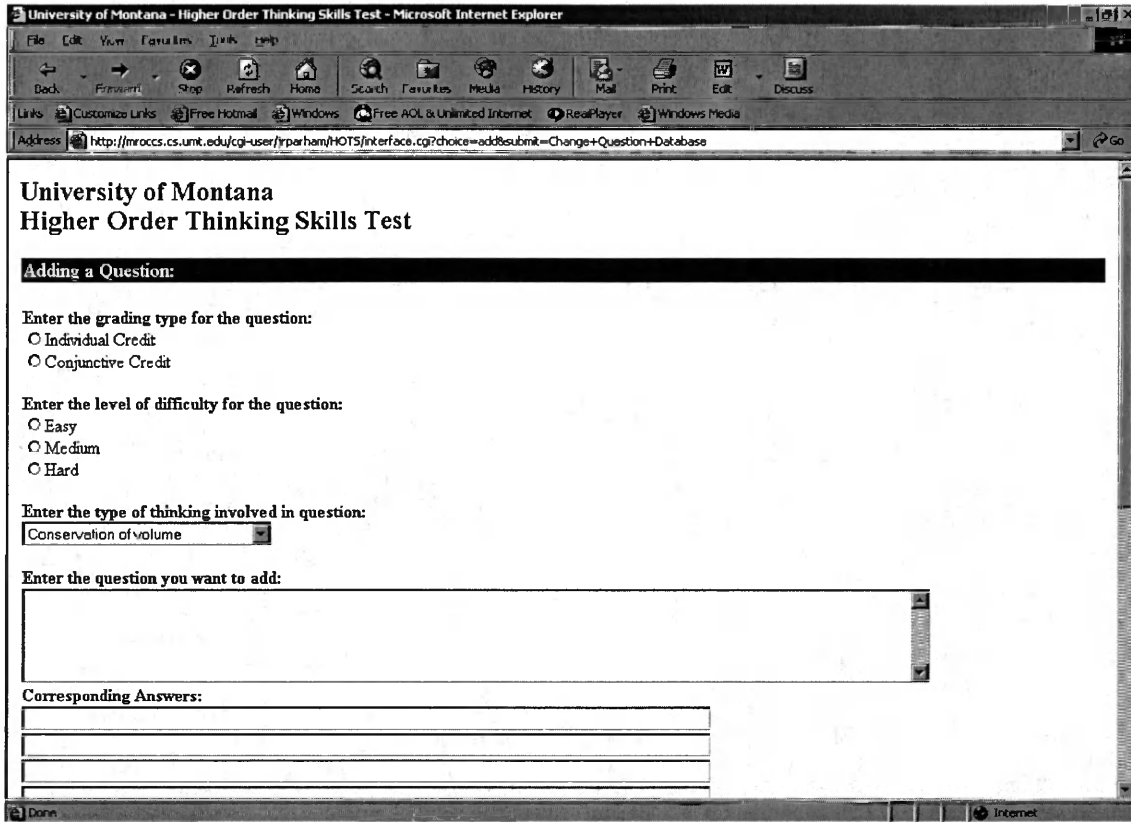 University of Montana - Higher Order Thinking Skills Test - Microsoft Internet Explorer
File Edit View Favorites Tools Help
Back Forward Stop Refresh Home Search Favorites Media History Mail Print Edit Discuss
Links Customize Links Free Hotmail Windows Free AOL & Unlimited Internet RealPlayer Windows Media
Address http://mroccs.cs.umt.edu/cgi-user/jrparham/HOTS/interface.cgi?choice=add&submit=Change+Question+Database Go
University of Montana
Higher Order Thinking Skills Test
Adding a Question:
Enter the grading type for the question:
Individual Credit
Conjunctive Credit
Enter the level of difficulty for the question:
Easy
Medium
Hard
Enter the type of thinking involved in question:
Conservation of volume
Enter the question you want to add:
Corresponding Answers:
Done Internet